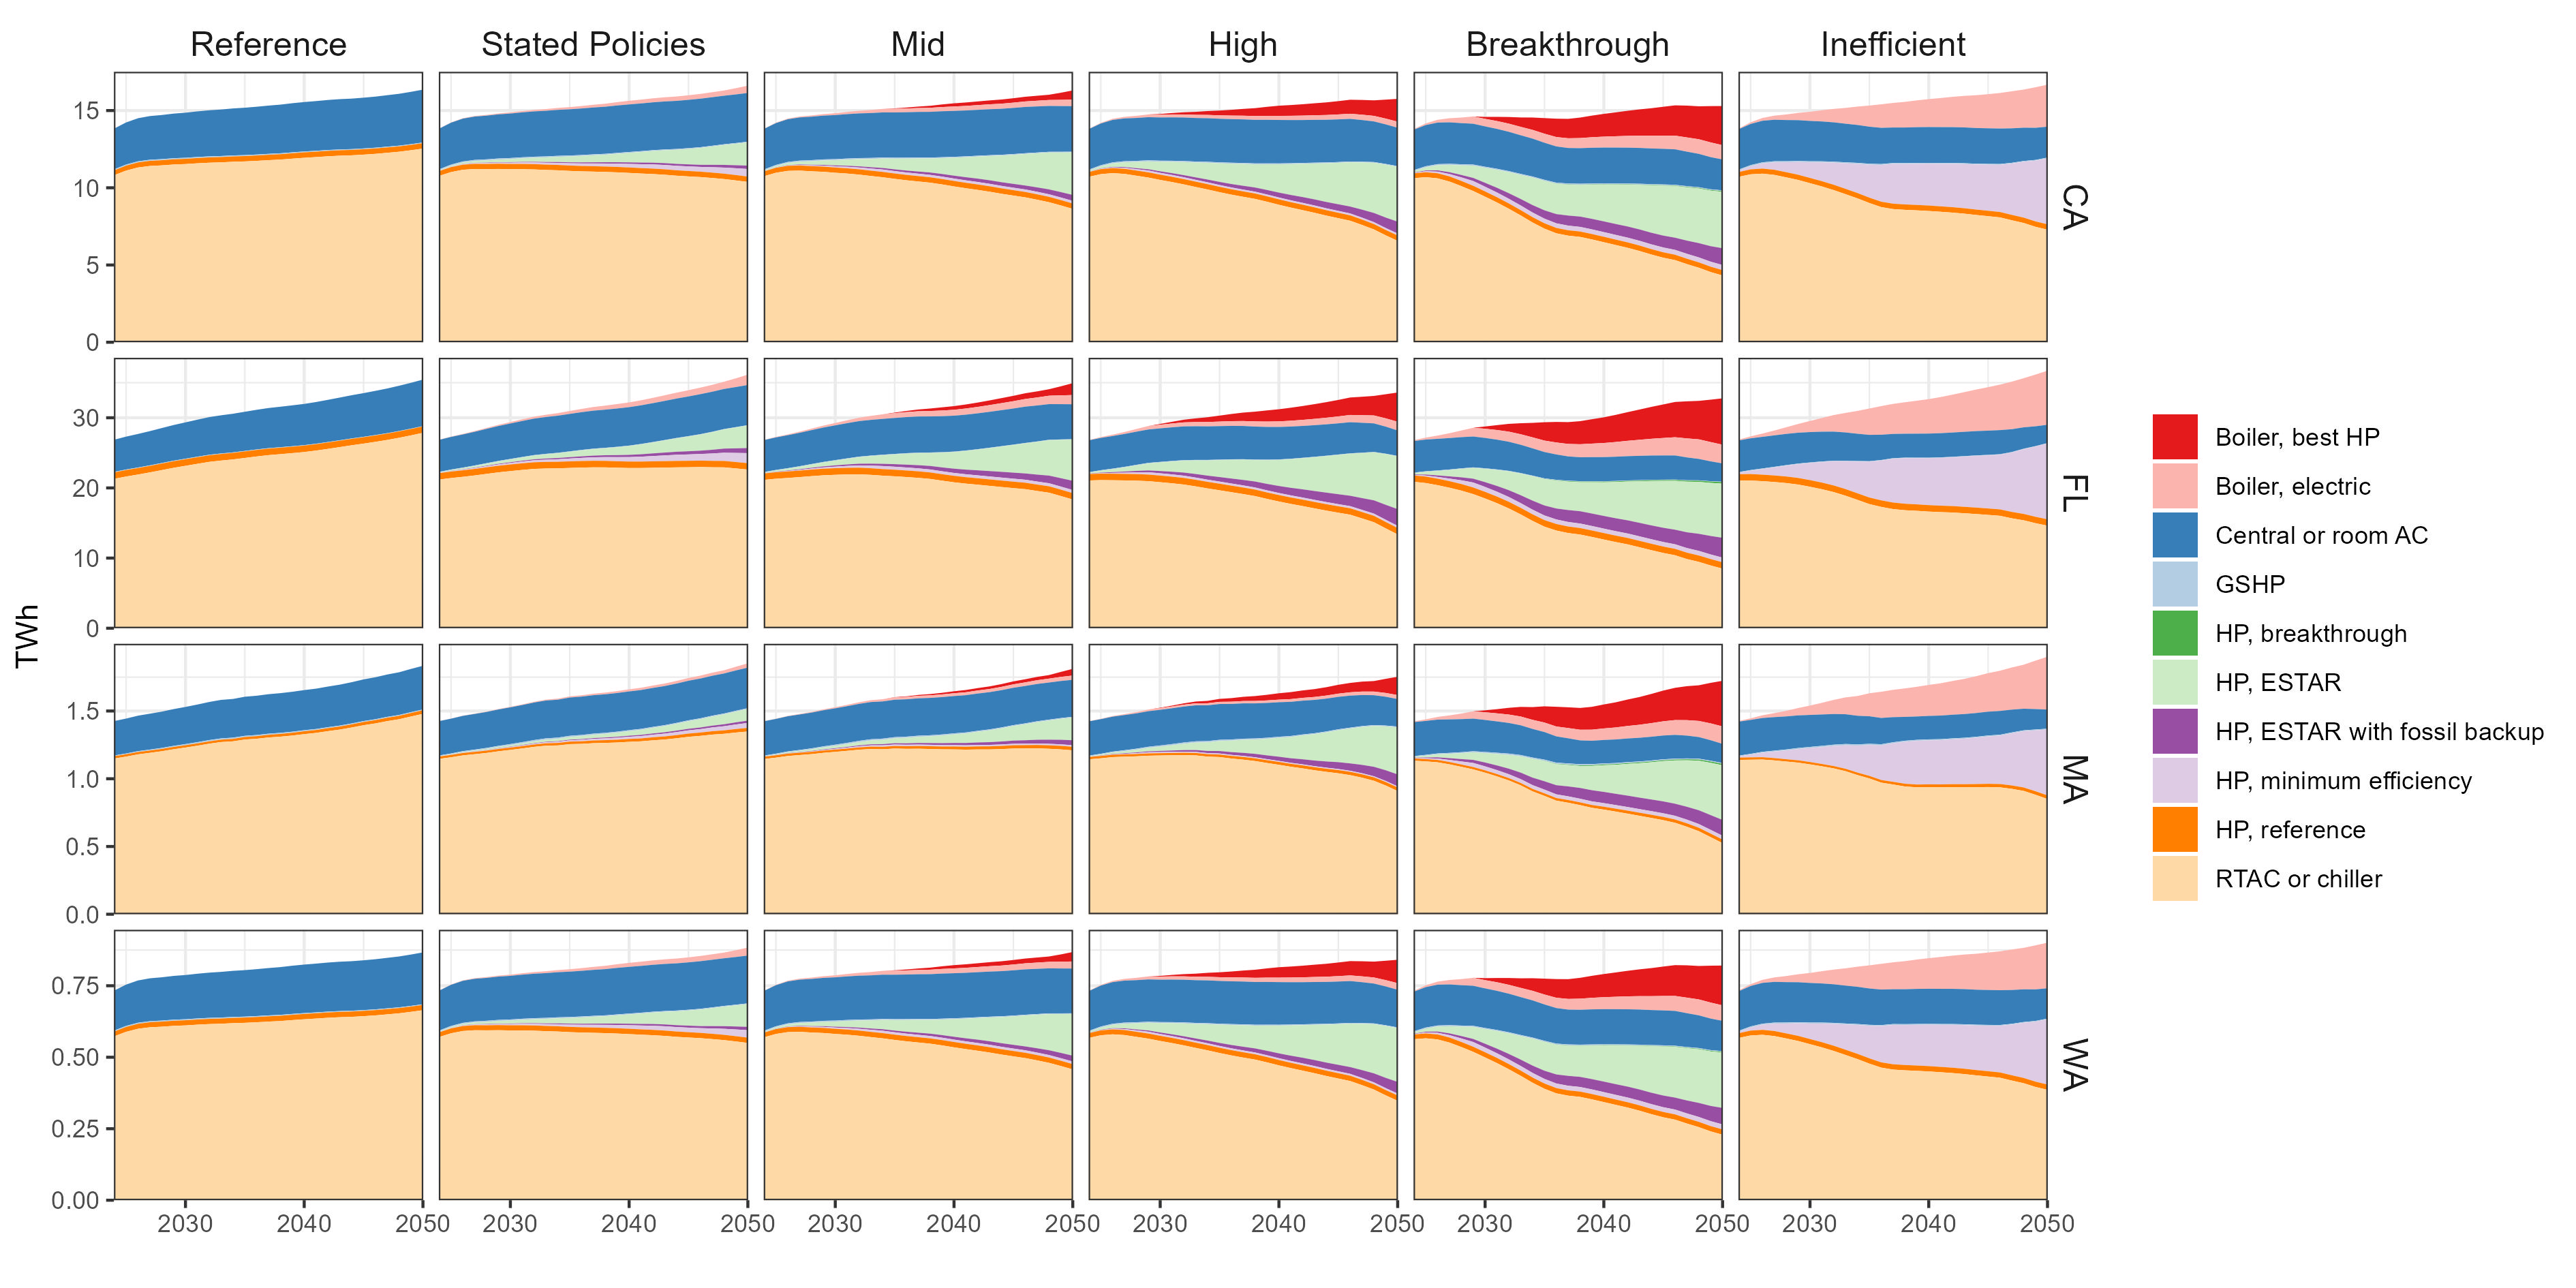 Reference
Stated Policies
Mid
High
Breakthrough
Inefficient
15
10
5
0
CA
30
20
10
0
FL
TWh
1.5
1.0
0.5
0.0
MA
0.75
0.50
0.25
0.00
WA
2030 2040 2050 2030 2040 2050 2030 2040 2050 2030 2040 2050 2030 2040 2050 2030 2040 2050
Boiler, best HP
Boiler, electric
Central or room AC
GSHP
HP, breakthrough
HP, ESTAR
HP, ESTAR with fossil backup
HP, minimum efficiency
HP, reference
RTAC or chiller